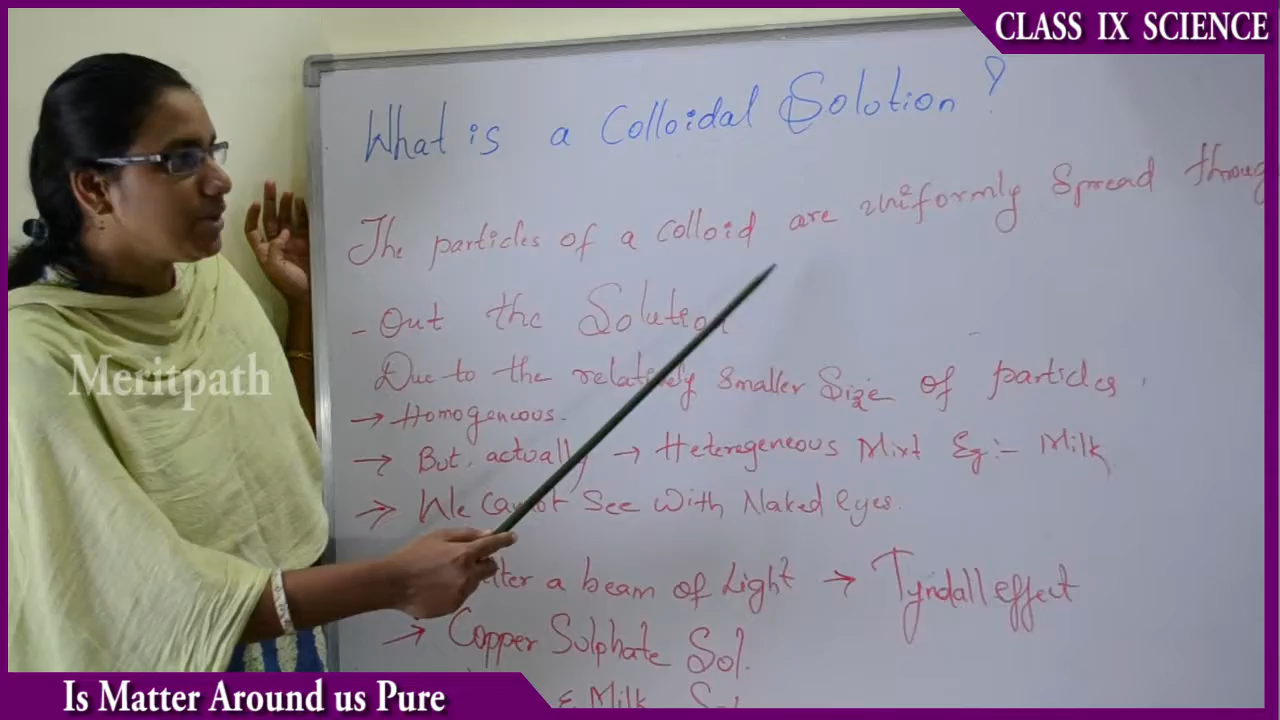 CLASS IX SCIENCE
What is a Colloidal Solution ?
The particles of a colloid are uniformly Spread throug
- Out the Solution
Due to the relatively smaller Size of particles.
→ Homogeneous.
→ But, actually → Heteregeneous Mixt Eg:- Milk
→ We Cannot See With Naked eyes.
a beam of Light → Tyndall effect
→ Copper Sulphate Sol.
& Milk
Meritpath
Is Matter Around us Pure